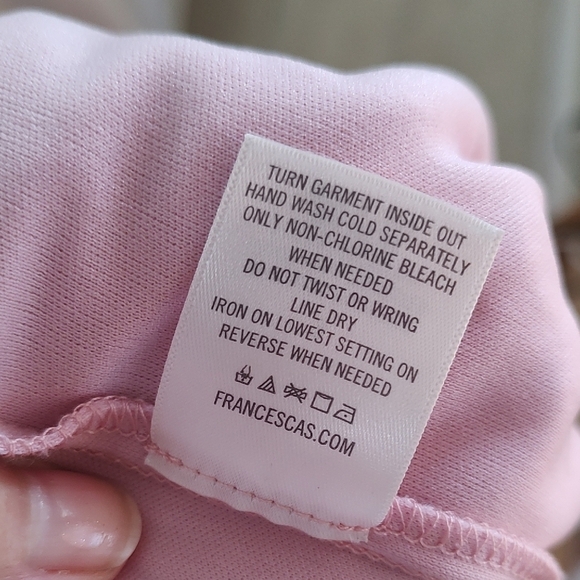 TURN GARMENT INSIDE OUT
HAND WASH COLD SEPARATELY
ONLY NON-CHLORINE BLEACH
WHEN NEEDED
DO NOT TWIST OR WRING
LINE DRY
IRON ON LOWEST SETTING ON
REVERSE WHEN NEEDED
FRANCESCAS.COM